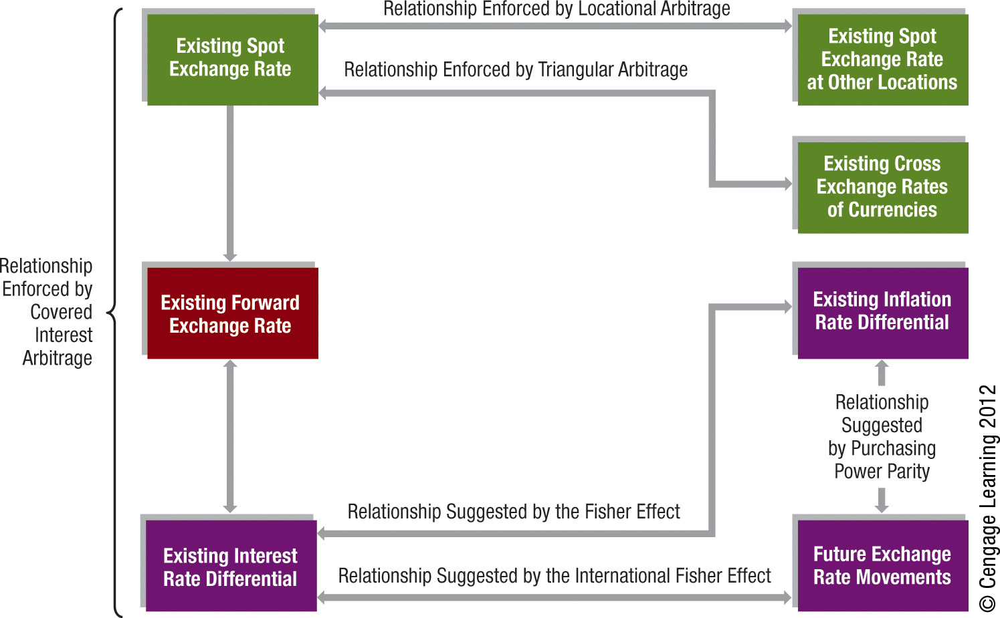 Relationship Enforced by Locational Arbitrage
Existing Spot
Exchange Rate
Existing Spot
Exchange Rate
at Other Locations
Relationship Enforced by Triangular Arbitrage
Existing Cross
Exchange Rates
of Currencies
Relationship
Enforced by
Covered
Interest
Arbitrage
Existing Forward
Exchange Rate
Existing Inflation
Rate Differential
Relationship
Suggested
by Purchasing
Power Parity
Relationship Suggested by the Fisher Effect
Existing Interest
Rate Differential
Relationship Suggested by the International Fisher Effect
Future Exchange
Rate Movements
© Cengage Learning 2012